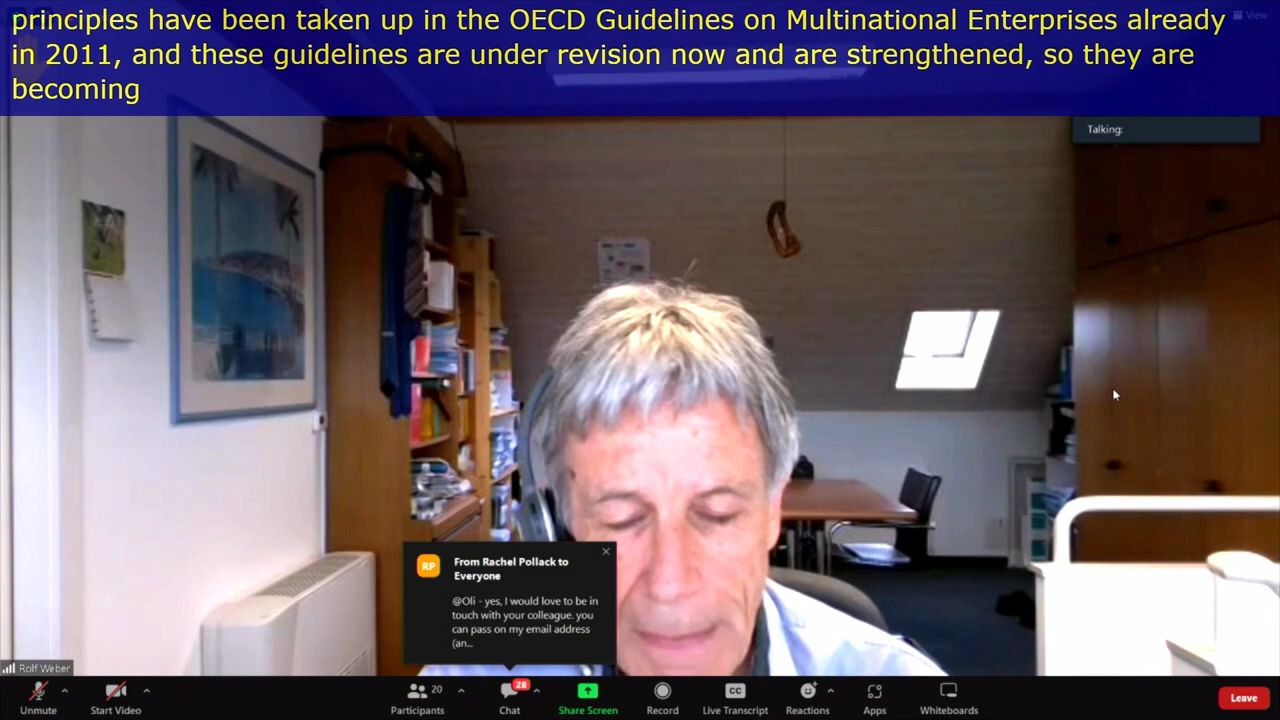 principles have been taken up in the OECD Guidelines on Multinational Enterprises already
in 2011, and these guidelines are under revision now and are strengthened, so they are
becoming
View
Talking:
RP
From Rachel Pollack to
Everyone
@Oli - yes, I would love to be in
touch with your colleague. you
can pass on my email address
(an...
Rolf Weber
Unmute
Start Video
20
Participants
28
Chat
Share Screen
Record
CC
Live Transcript
Reactions
Apps
Whiteboards
Leave